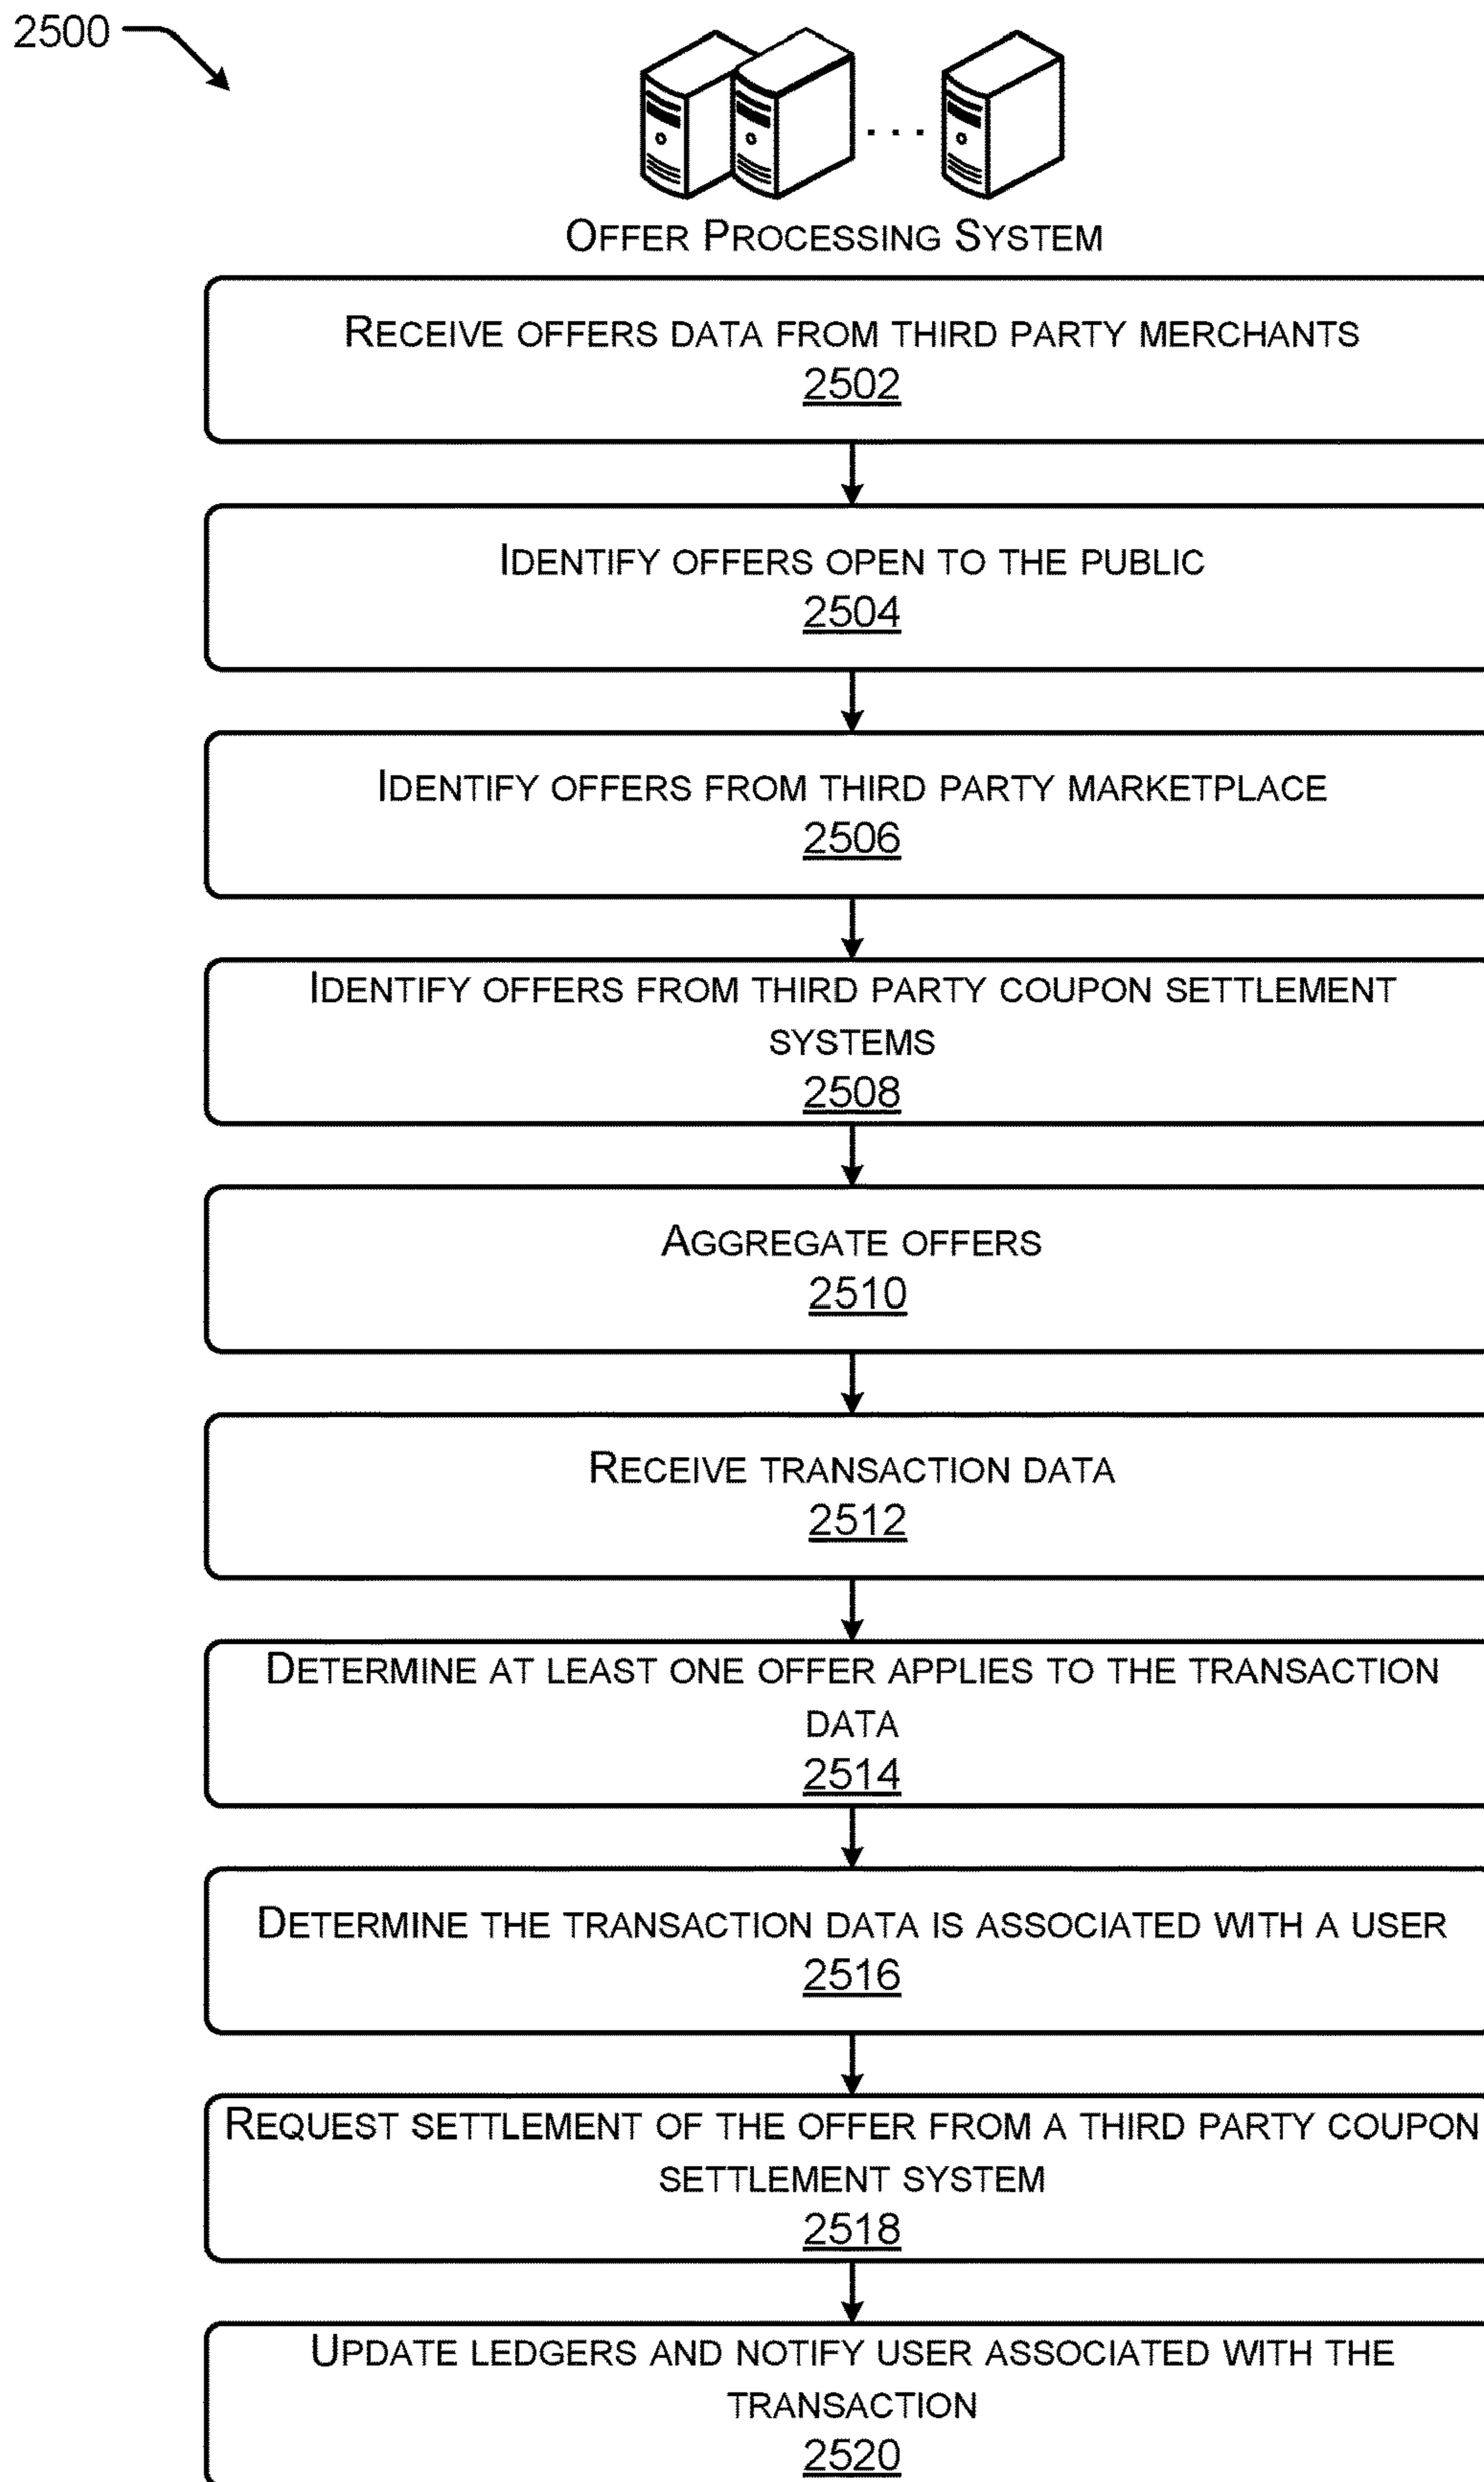 2500
OFFER PROCESSING SYSTEM
RECEIVE OFFERS DATA FROM THIRD PARTY MERCHANTS
2502
IDENTIFY OFFERS OPEN TO THE PUBLIC
2504
IDENTIFY OFFERS FROM THIRD PARTY MARKETPLACE
2506
IDENTIFY OFFERS FROM THIRD PARTY COUPON SETTLEMENT
SYSTEMS
2508
AGGREGATE OFFERS
2510
RECEIVE TRANSACTION DATA
2512
DETERMINE AT LEAST ONE OFFER APPLIES TO THE TRANSACTION
DATA
2514
DETERMINE THE TRANSACTION DATA IS ASSOCIATED WITH A USER
2516
REQUEST SETTLEMENT OF THE OFFER FROM A THIRD PARTY COUPON
SETTLEMENT SYSTEM
2518
UPDATE LEDGERS AND NOTIFY USER ASSOCIATED WITH THE
TRANSACTION
2520